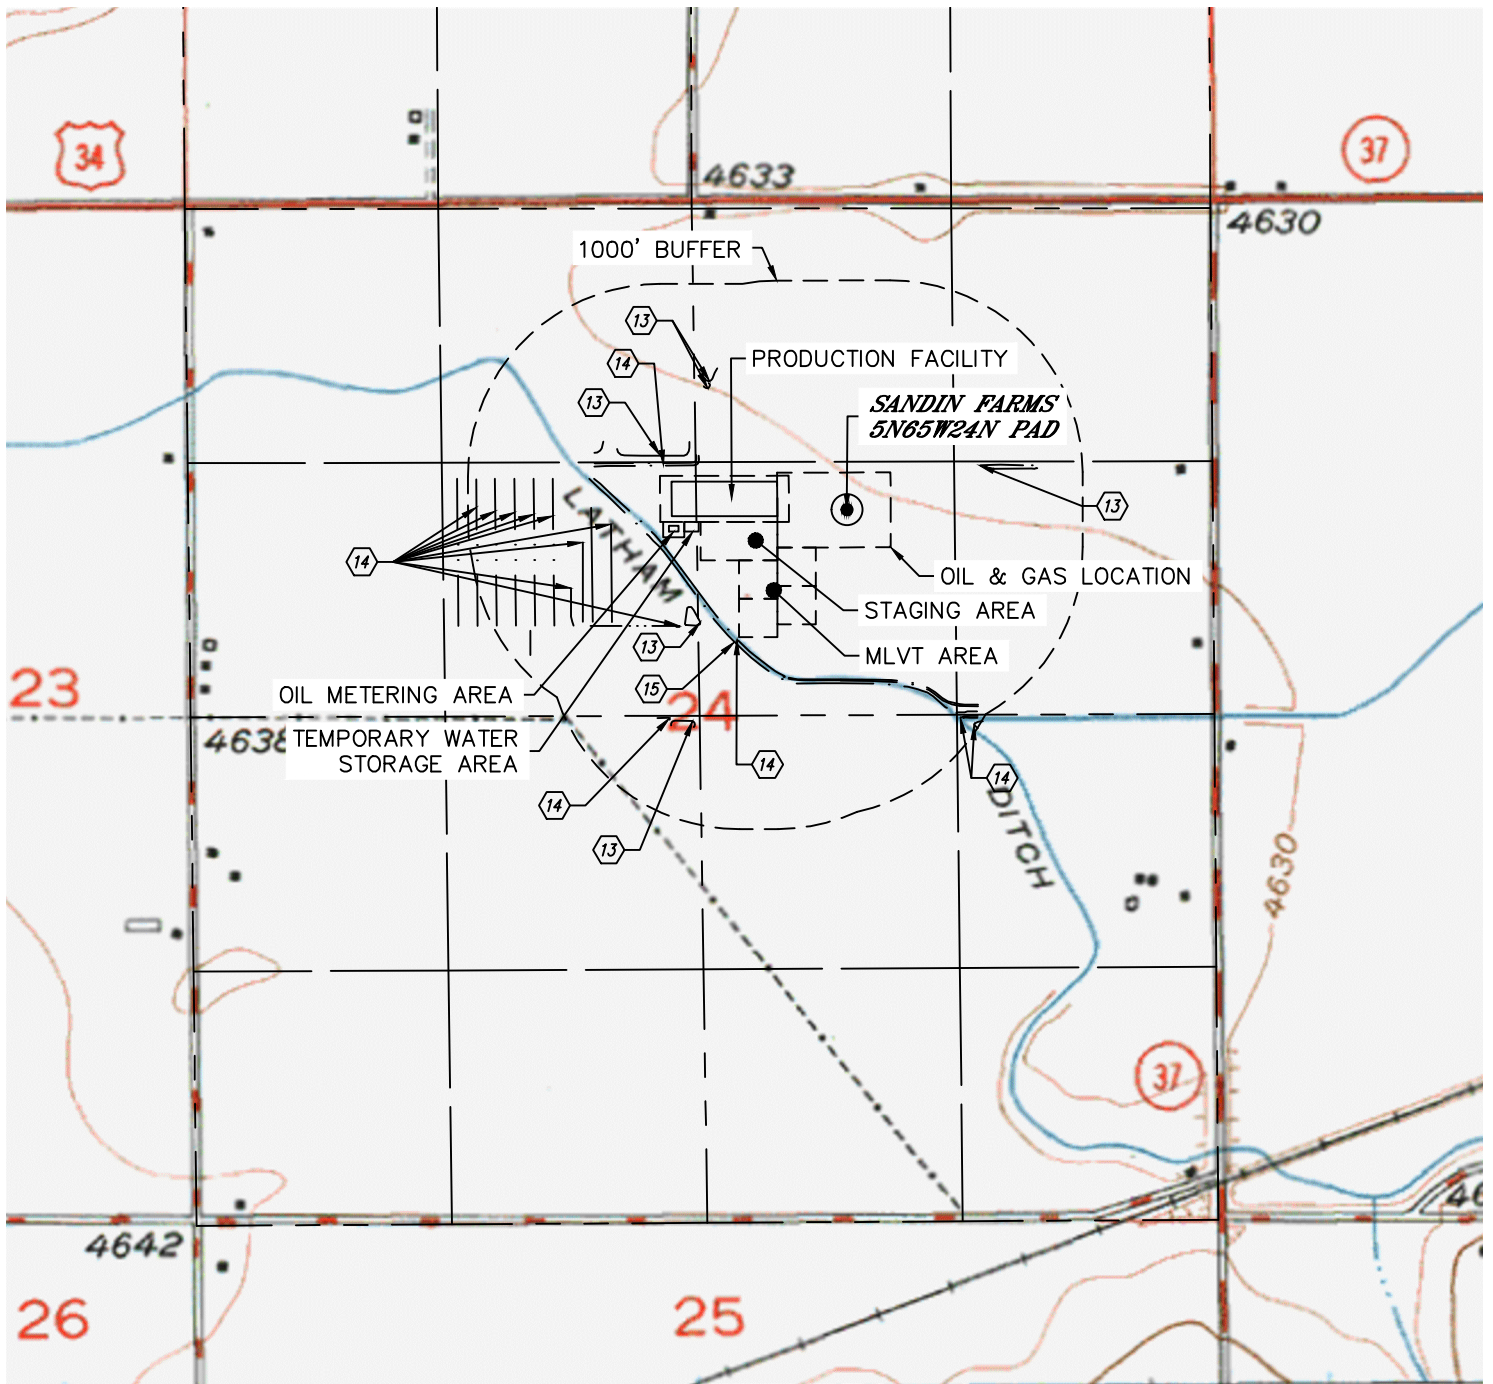 34
37
4633
4630
1000' BUFFER
13
PRODUCTION FACILITY
14
13
SANDIN FARMS
5N65W24N PAD
13
LATHAM
14
OIL & GAS LOCATION
STAGING AREA
13
MLVT AREA
23
15
OIL METERING AREA
24
4638
TEMPORARY WATER
STORAGE AREA
14
14
14
DITCH
13
4630
37
4642
26
25